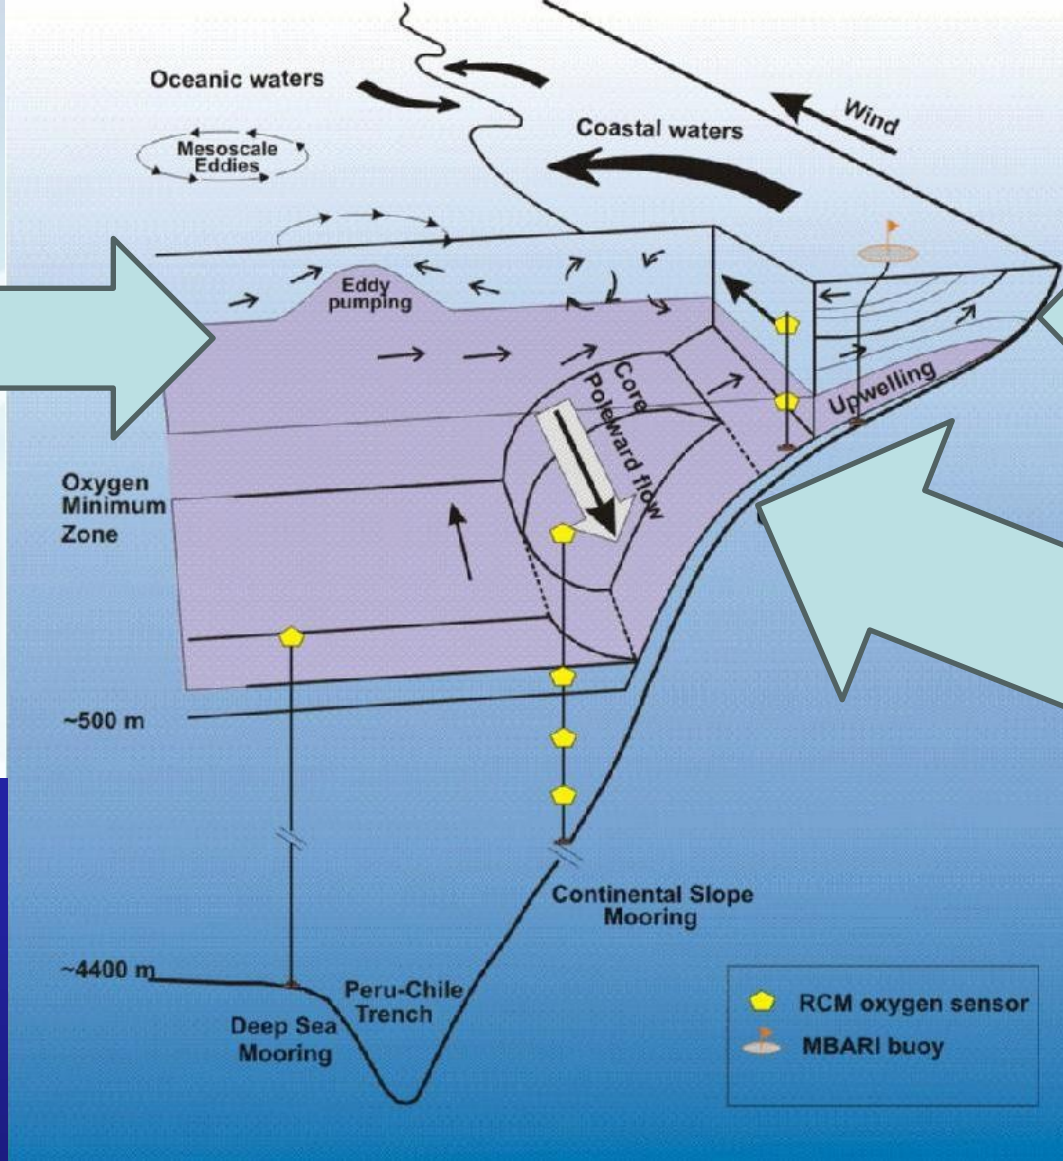 Oceanic waters
Mesoscale
Eddies
Coastal waters
Wind
Eddy
pumping
Core
Poleward flow
Upwelling
Oxygen
Minimum
Zone
~500 m
~4400 m
Continental Slope
Mooring
Peru-Chile
Trench
Deep Sea
Mooring
RCM oxygen sensor
MBARI buoy